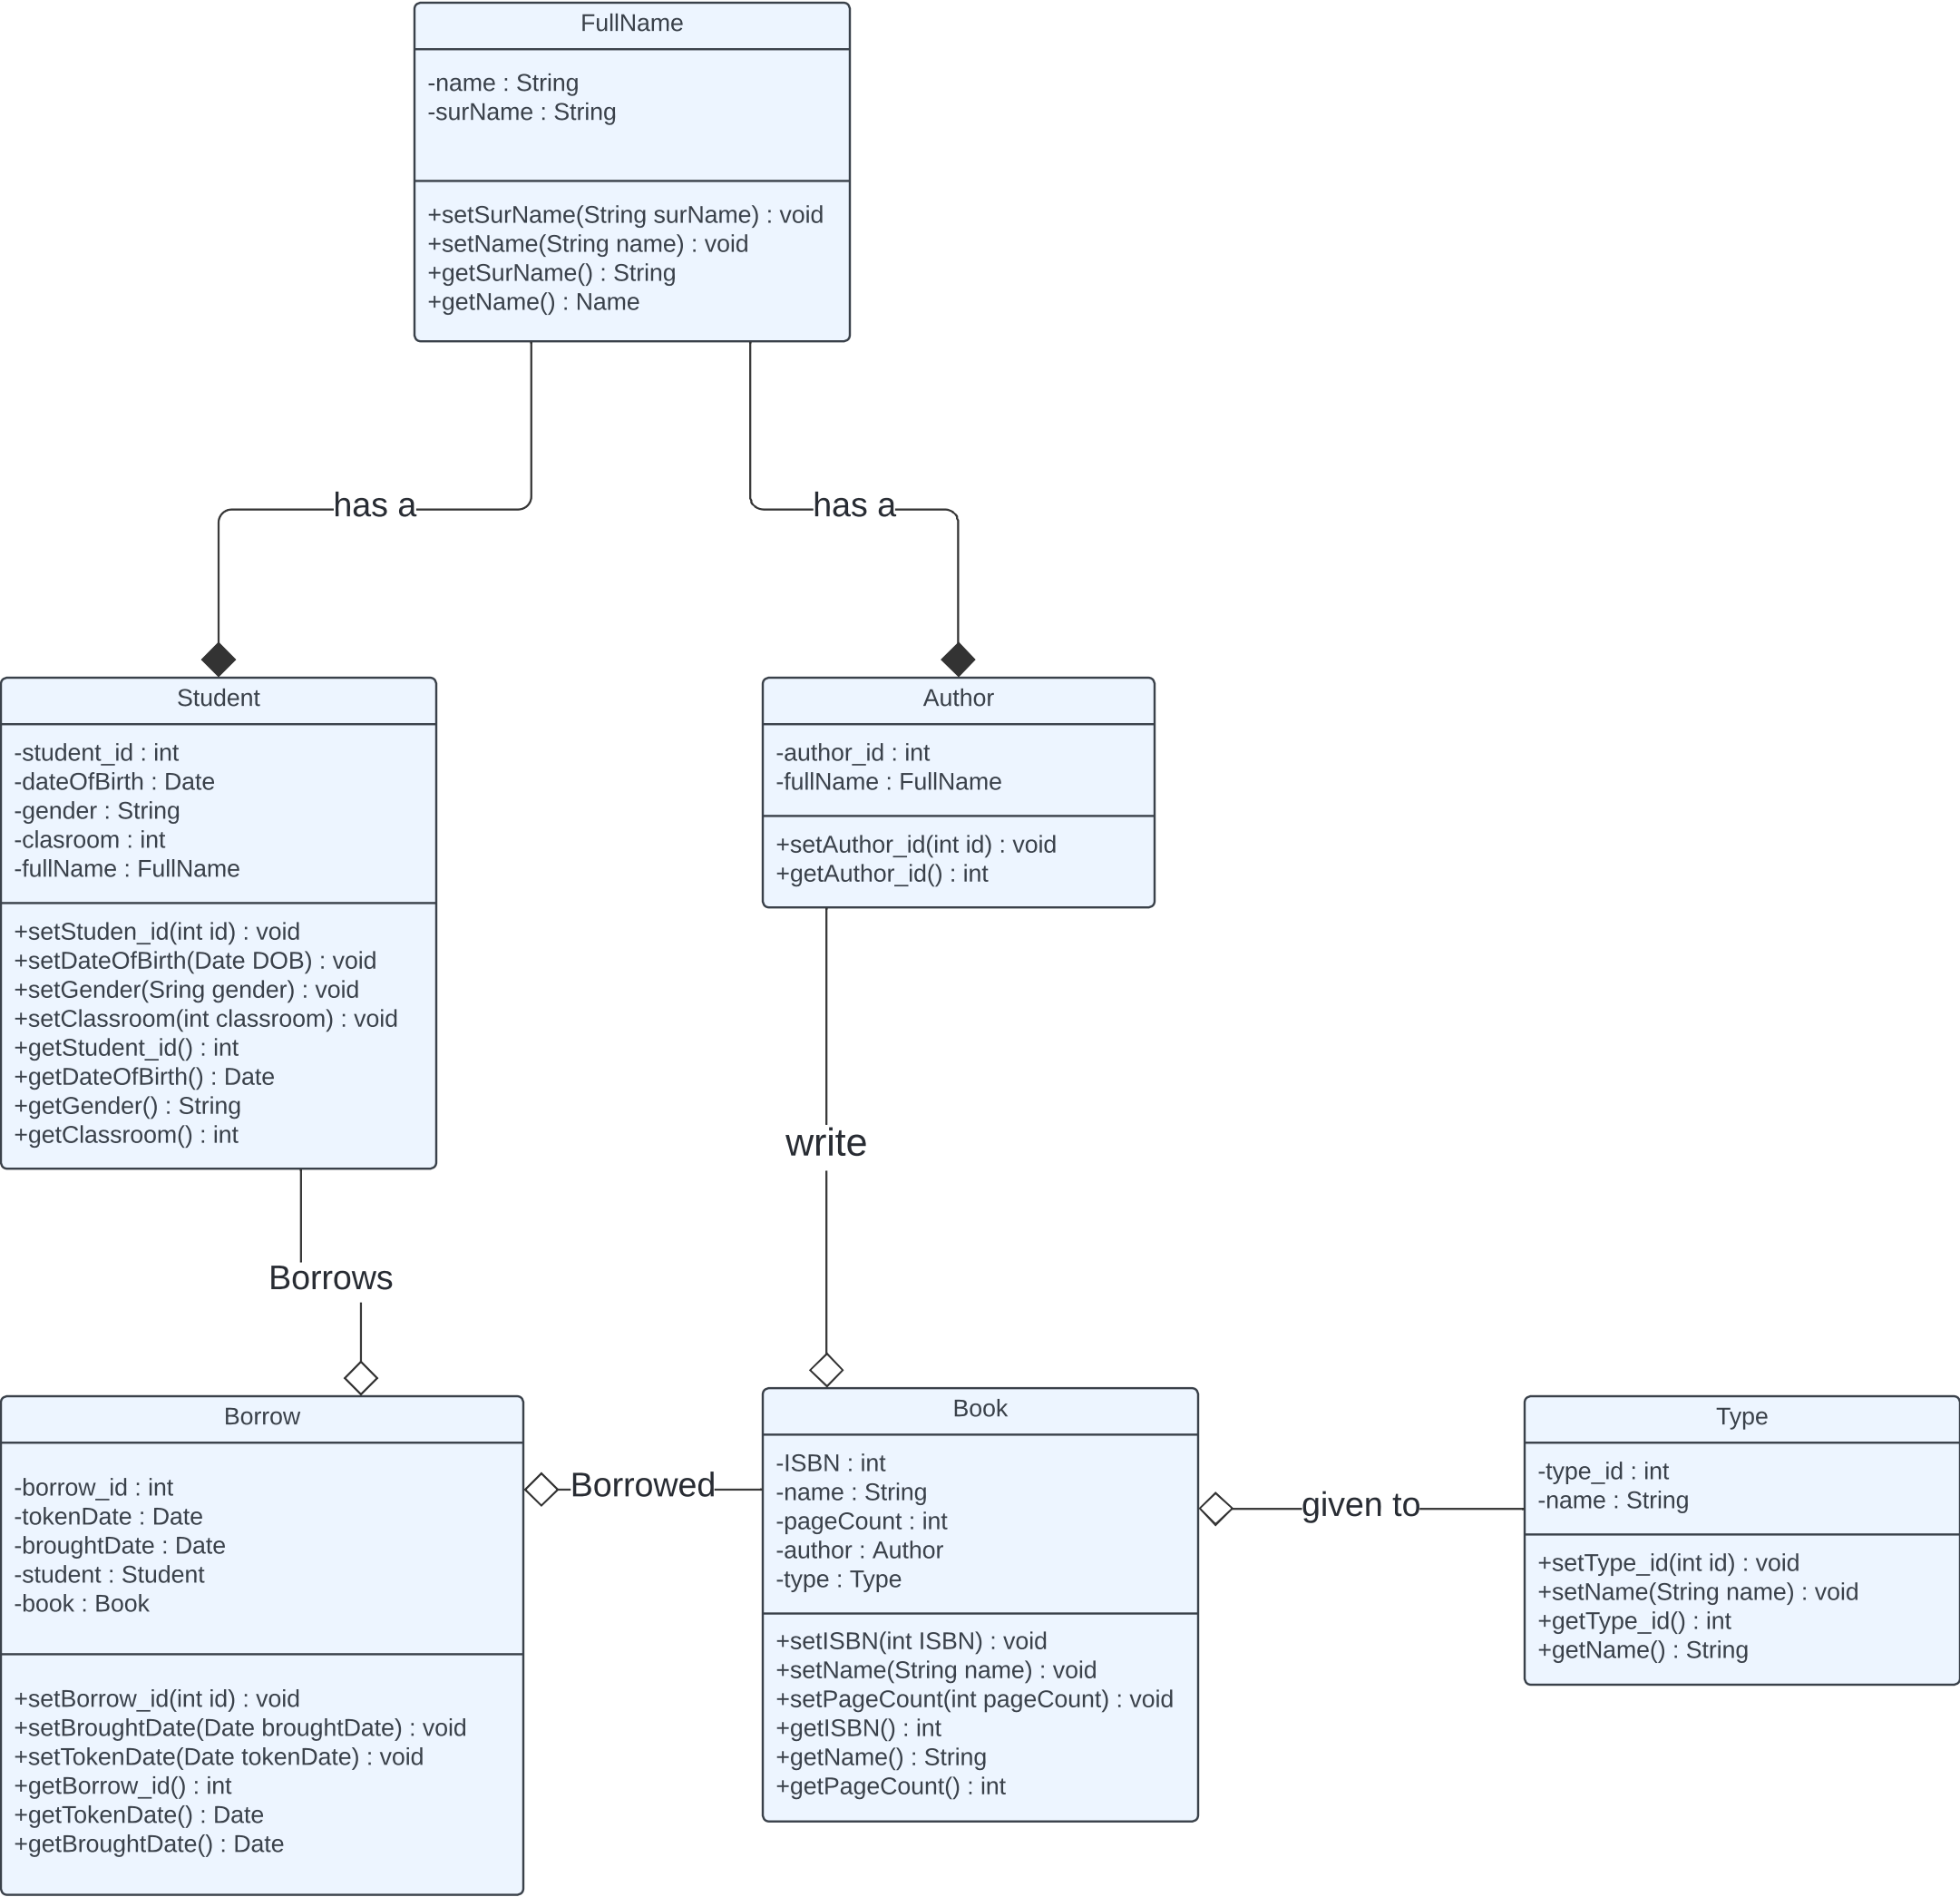 FullName
-name : String
-surName : String
+setSurName(String surName) : void
+setName(String name) : void
+getSurName() : String
+getName() : Name
has a
has a
Student
-student_id : int
-dateOfBirth : Date
-gender : String
-clasroom : int
-fullName : FullName
+setStuden_id(int id) : void
+setDateOfBirth(Date DOB) : void
+setGender(Sring gender) : void
+setClassroom(int classroom) : void
+getStudent_id() : int
+getDateOfBirth() : Date
+getGender() : String
+getClassroom() : int
Author
-author_id : int
-fullName : FullName
+setAuthor_id(int id) : void
+getAuthor_id() : int
write
Borrows
Borrow
-borrow_id : int
-tokenDate : Date
-broughtDate : Date
-student : Student
-book : Book
+setBorrow_id(int id) : void
+setBroughtDate(Date broughtDate) : void
+setTokenDate(Date tokenDate) : void
+getBorrow_id() : int
+getTokenDate() : Date
+getBroughtDate() : Date
Borrowed
Book
-ISBN : int
-name : String
-pageCount : int
-author : Author
-type : Type
+setISBN(int ISBN) : void
+setName(String name) : void
+setPageCount(int pageCount) : void
+getISBN() : int
+getName() : String
+getPageCount() : int
given to
Type
-type_id : int
-name : String
+setType_id(int id) : void
+setName(String name) : void
+getType_id() : int
+getName() : String